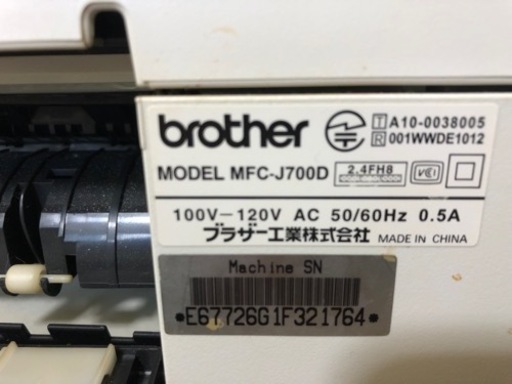 brother
T A10-0038005
R 001WWDE1012
MODEL MFC-J700D 2.4FH8 VCI
100V-120V AC 50/60Hz 0.5A
ブラザー工業株式会社 MADE IN CHINA
Machine SN
*E67726G1F321764*